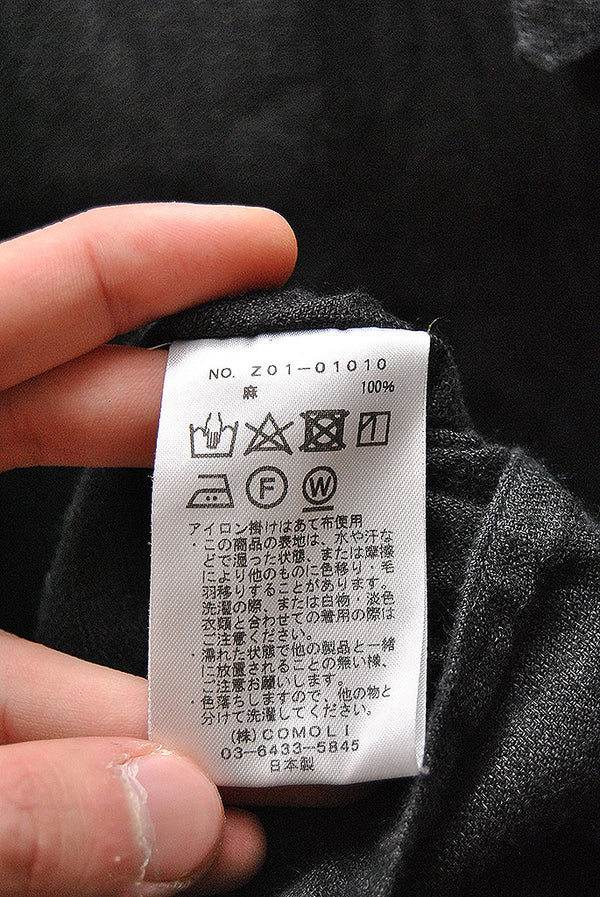 NO. Z01-01010
麻 100%
F W
アイロン掛けはあて布使用
・この商品の表地は、水や汗な
どで湿った状態、または摩擦
により他のものに色移り・毛
羽移りすることがあります。
洗濯の際、または白物・淡色
衣類と合わせての着用の際は
ご注意ください。
・濡れた状態で他の製品と一緒
に放置されることの無い様、
ご注意お願いします。
・色落ちしますので、他の物と
分けて洗濯してください。
(株)COMOLI
03-6433-5845
日本製